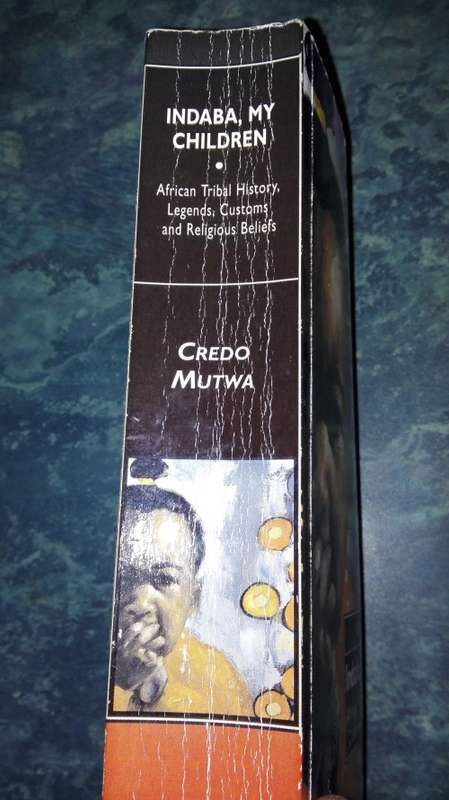 INDABA, MY
CHILDREN
•
African Tribal History,
Legends, Customs
and Religious Beliefs
CREDO
MUTWA